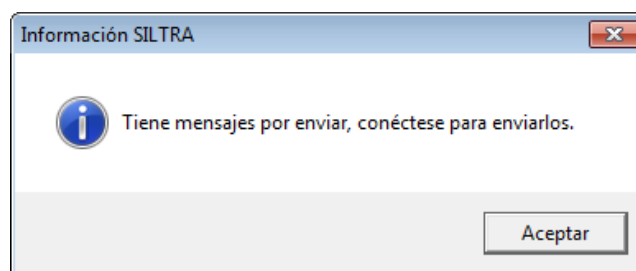 Información SILTRA
Tiene mensajes por enviar, conéctese para enviarlos.
Aceptar